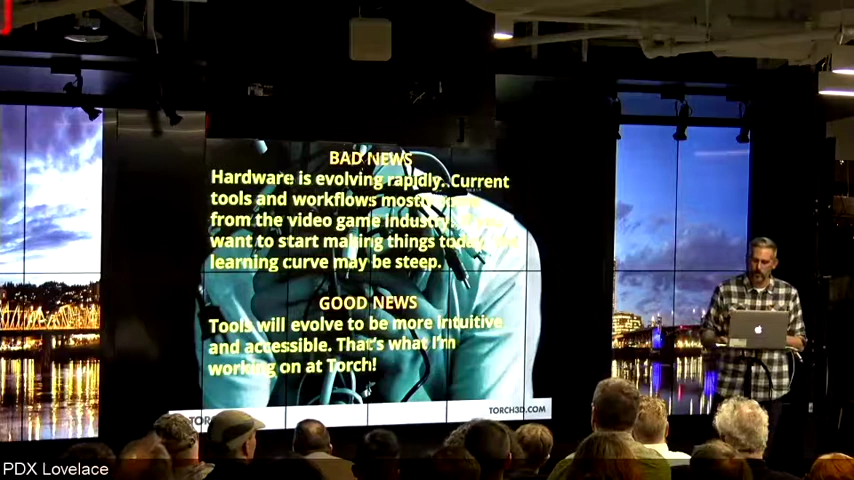 BAD NEWS
Hardware is evolving rapidly. Current
tools and workflows mostly
from the video game industry.
want to start making things today,
learning curve may be steep.
GOOD NEWS
Tools will evolve to be more intuitive
and accessible. That's what I'm
working on at Torch!
TORCH3D.COM
PDX Lovelace